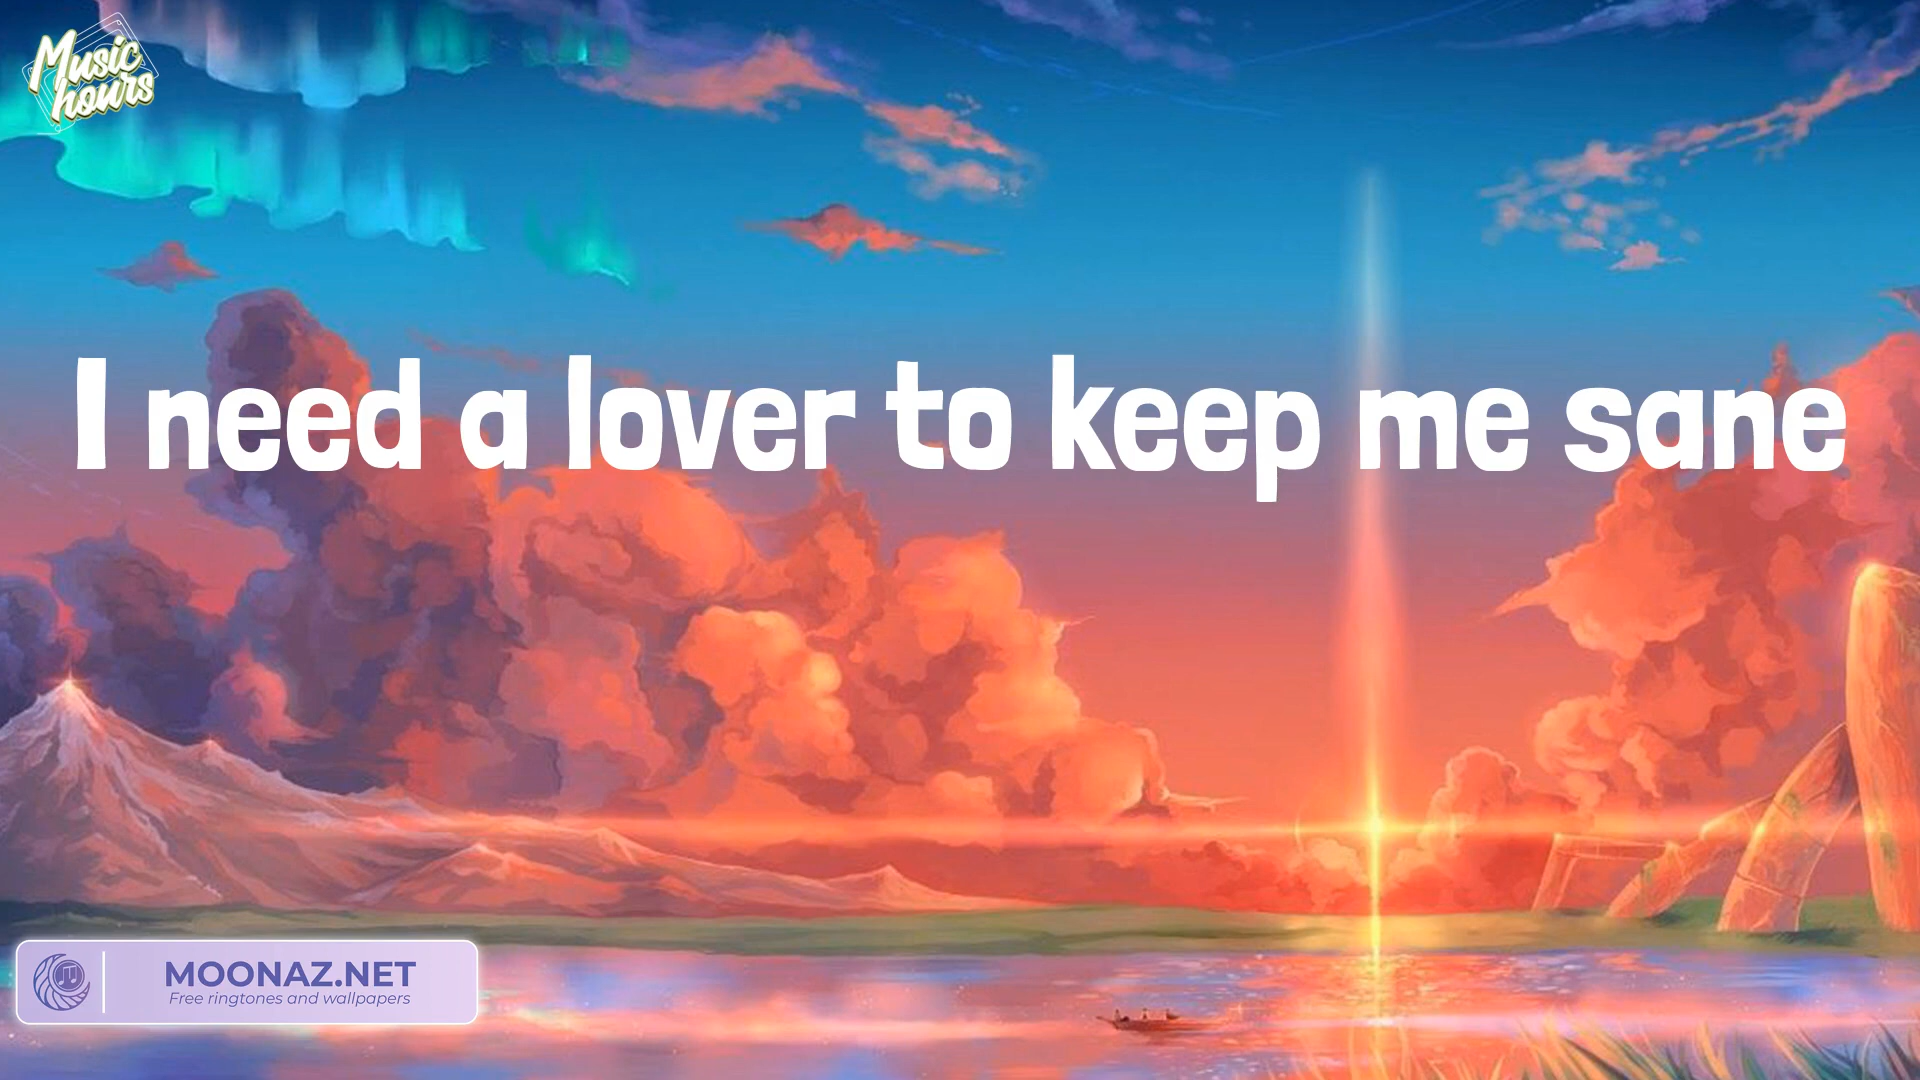 Music
hours
I need a lover to keep me sane
MOONAZ.NET
Free ringtones and wallpapers